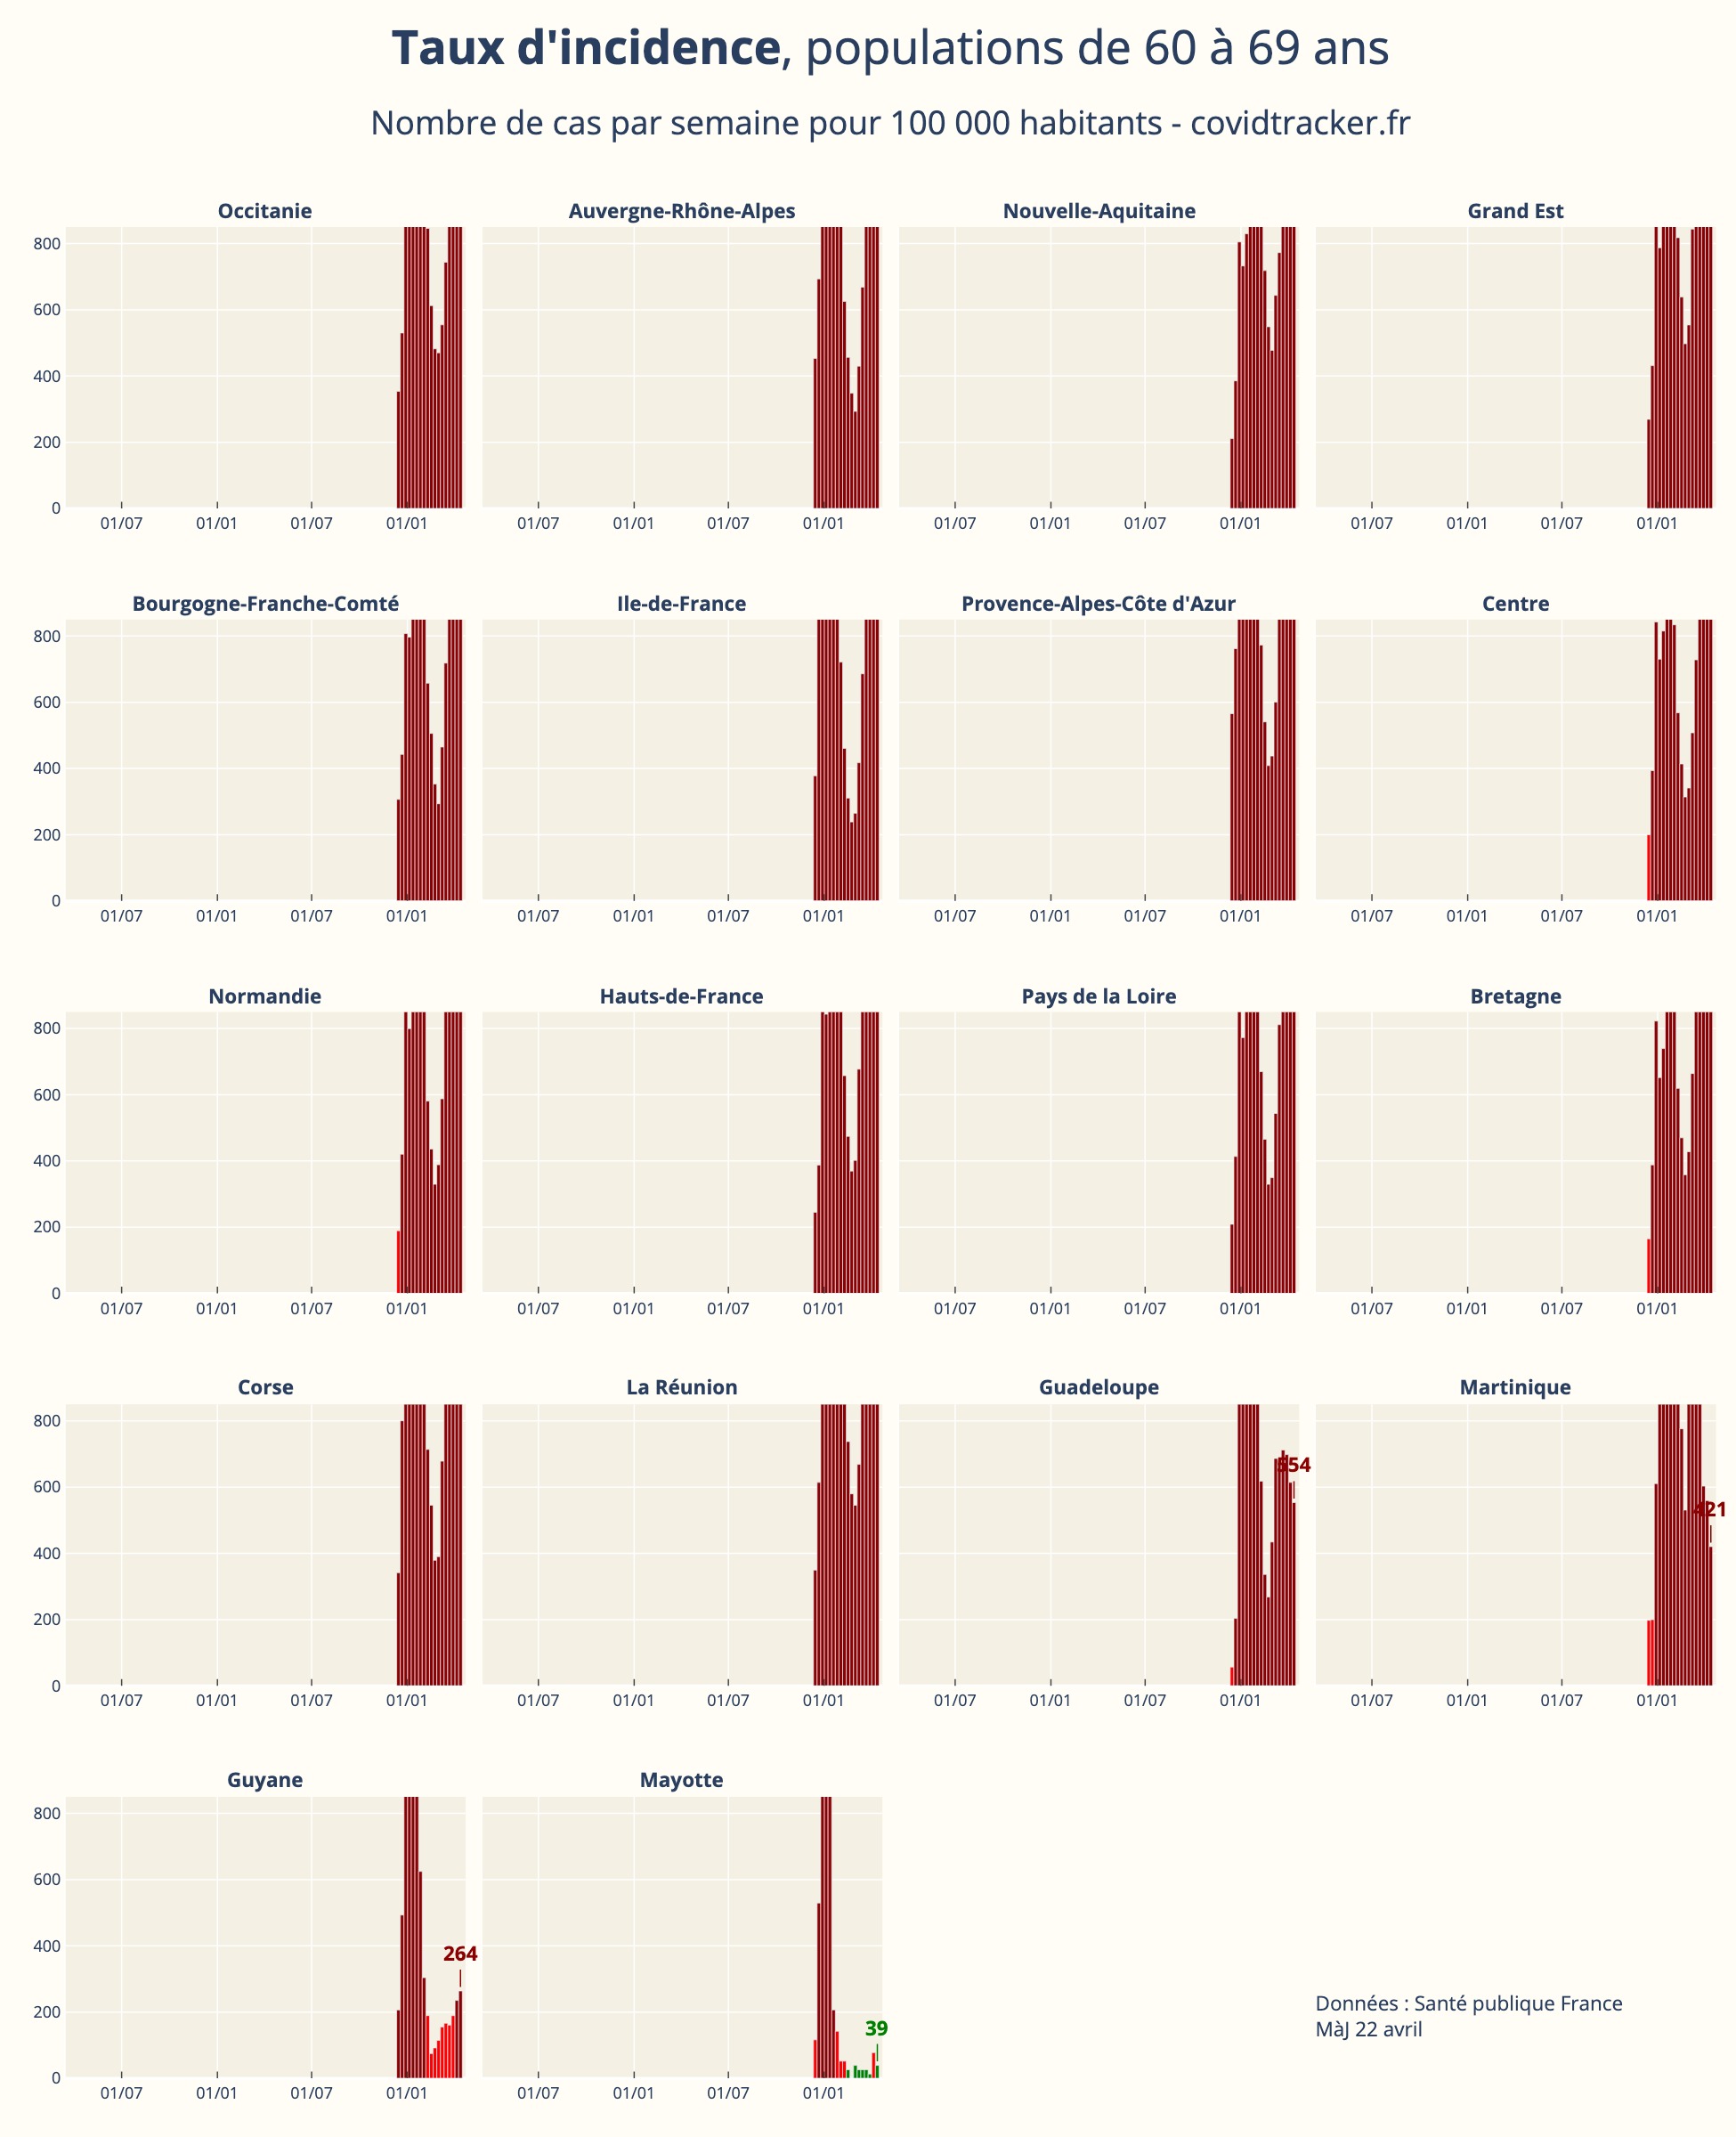 Taux d'incidence, populations de 60 à 69 ans
Nombre de cas par semaine pour 100 000 habitants - covidtracker.fr
Occitanie Auvergne-Rhône-Alpes Nouvelle-Aquitaine Grand Est
800
600
400
200
0
01/07 01/01 01/07 01/01 01/07 01/01 01/07 01/01 01/07 01/01 01/07 01/01 01/07 01/01 01/07 01/01
Bourgogne-Franche-Comté Ile-de-France Provence-Alpes-Côte d'Azur Centre
800
600
400
200
0
01/07 01/01 01/07 01/01 01/07 01/01 01/07 01/01 01/07 01/01 01/07 01/01 01/07 01/01 01/07 01/01
Normandie Hauts-de-France Pays de la Loire Bretagne
800
600
400
200
0
01/07 01/01 01/07 01/01 01/07 01/01 01/07 01/01 01/07 01/01 01/07 01/01 01/07 01/01 01/07 01/01
Corse La Réunion Guadeloupe Martinique
800
600
554
421
400
200
0
01/07 01/01 01/07 01/01 01/07 01/01 01/07 01/01 01/07 01/01 01/07 01/01 01/07 01/01 01/07 01/01
Guyane Mayotte
800
600
400
264
200
39
0
01/07 01/01 01/07 01/01 01/07 01/01 01/07 01/01
Données : Santé publique France
MàJ 22 avril